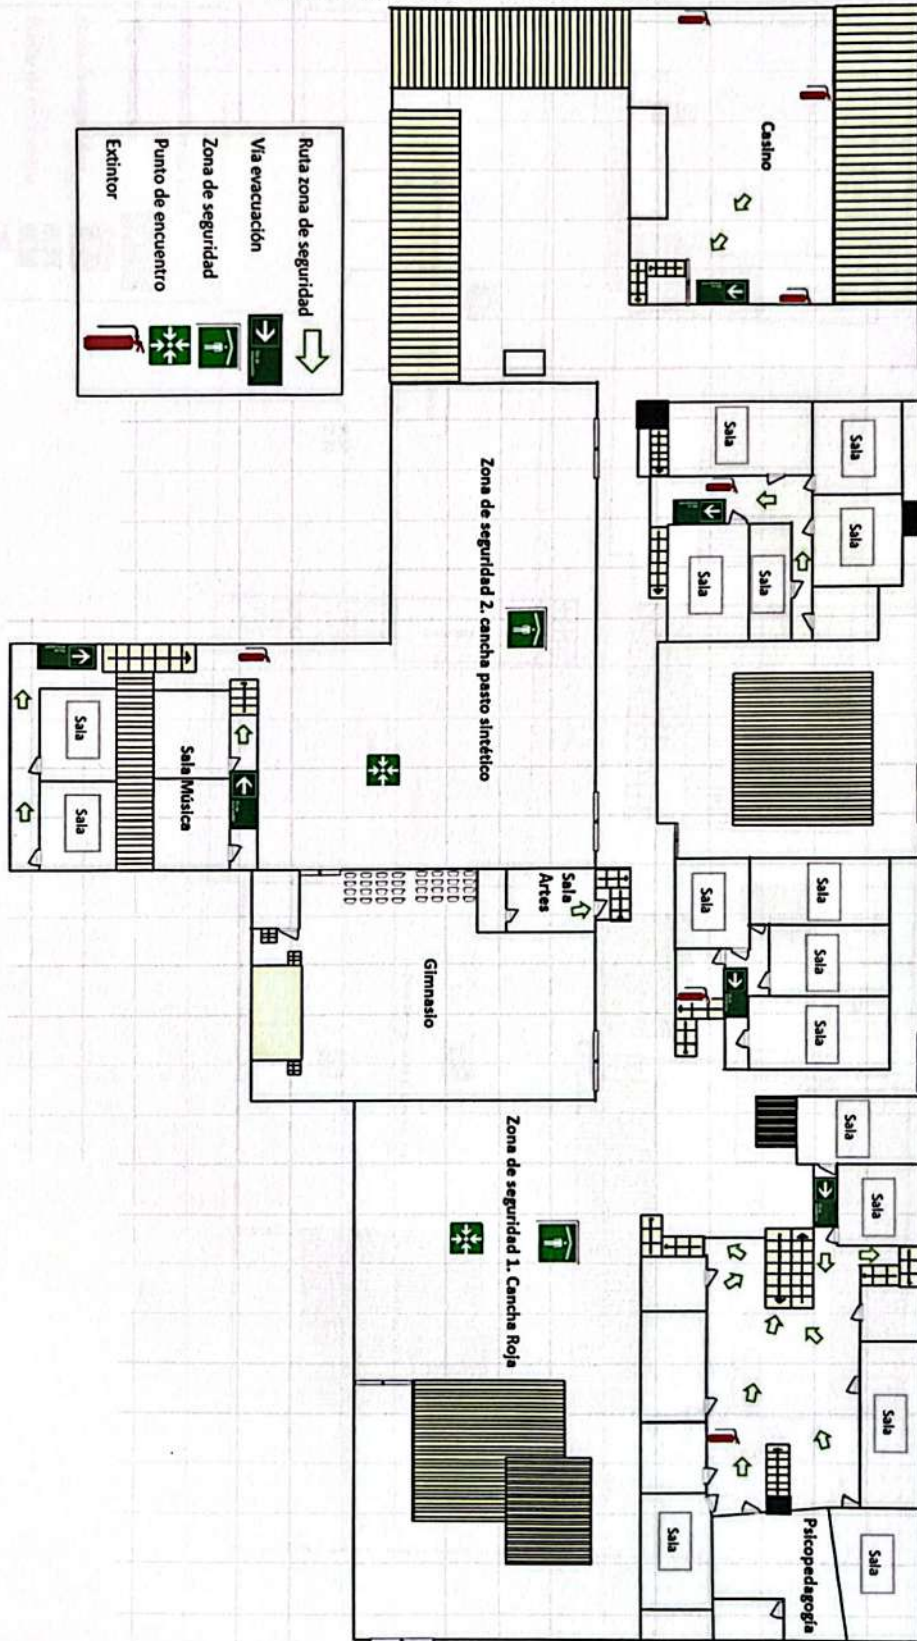 Sala
Sala
Sala
Sala
Sala
Sala
Sala
Sala
Sala
Psicopedagogía
Casino
Sala
Sala
Sala
Sala
Sala
Sala
Artes
Zona de seguridad 2. cancha pasto sintético
Zona de seguridad 1. Cancha Roja
Gimnasio
Ruta zona de seguridad
Vía evacuación
Zona de seguridad
Punto de encuentro
Extintor
Sala Música
Sala
Sala